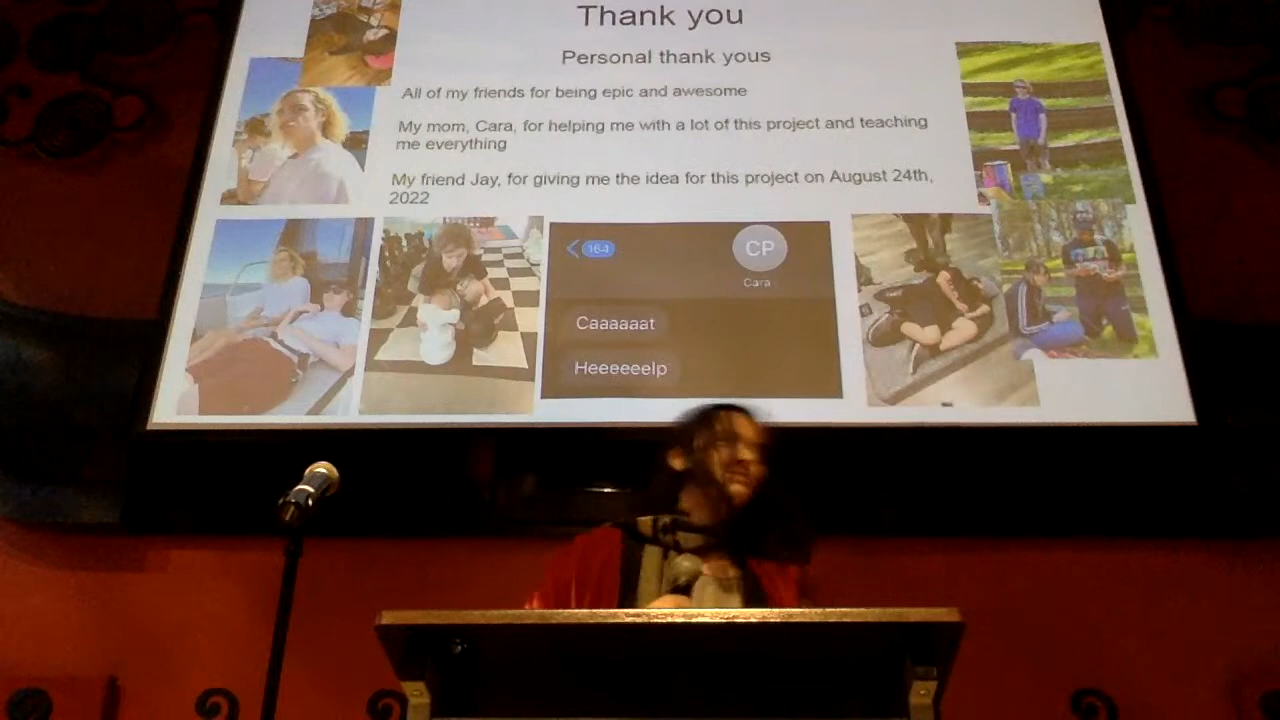 Thank you
Personal thank yous
All of my friends for being epic and awesome
My mom, Cara, for helping me with a lot of this project and teaching
me everything
My friend Jay, for giving me the idea for this project on August 24th,
2022
164
CP
Cara
Caaaaaat
Heeeeeelp